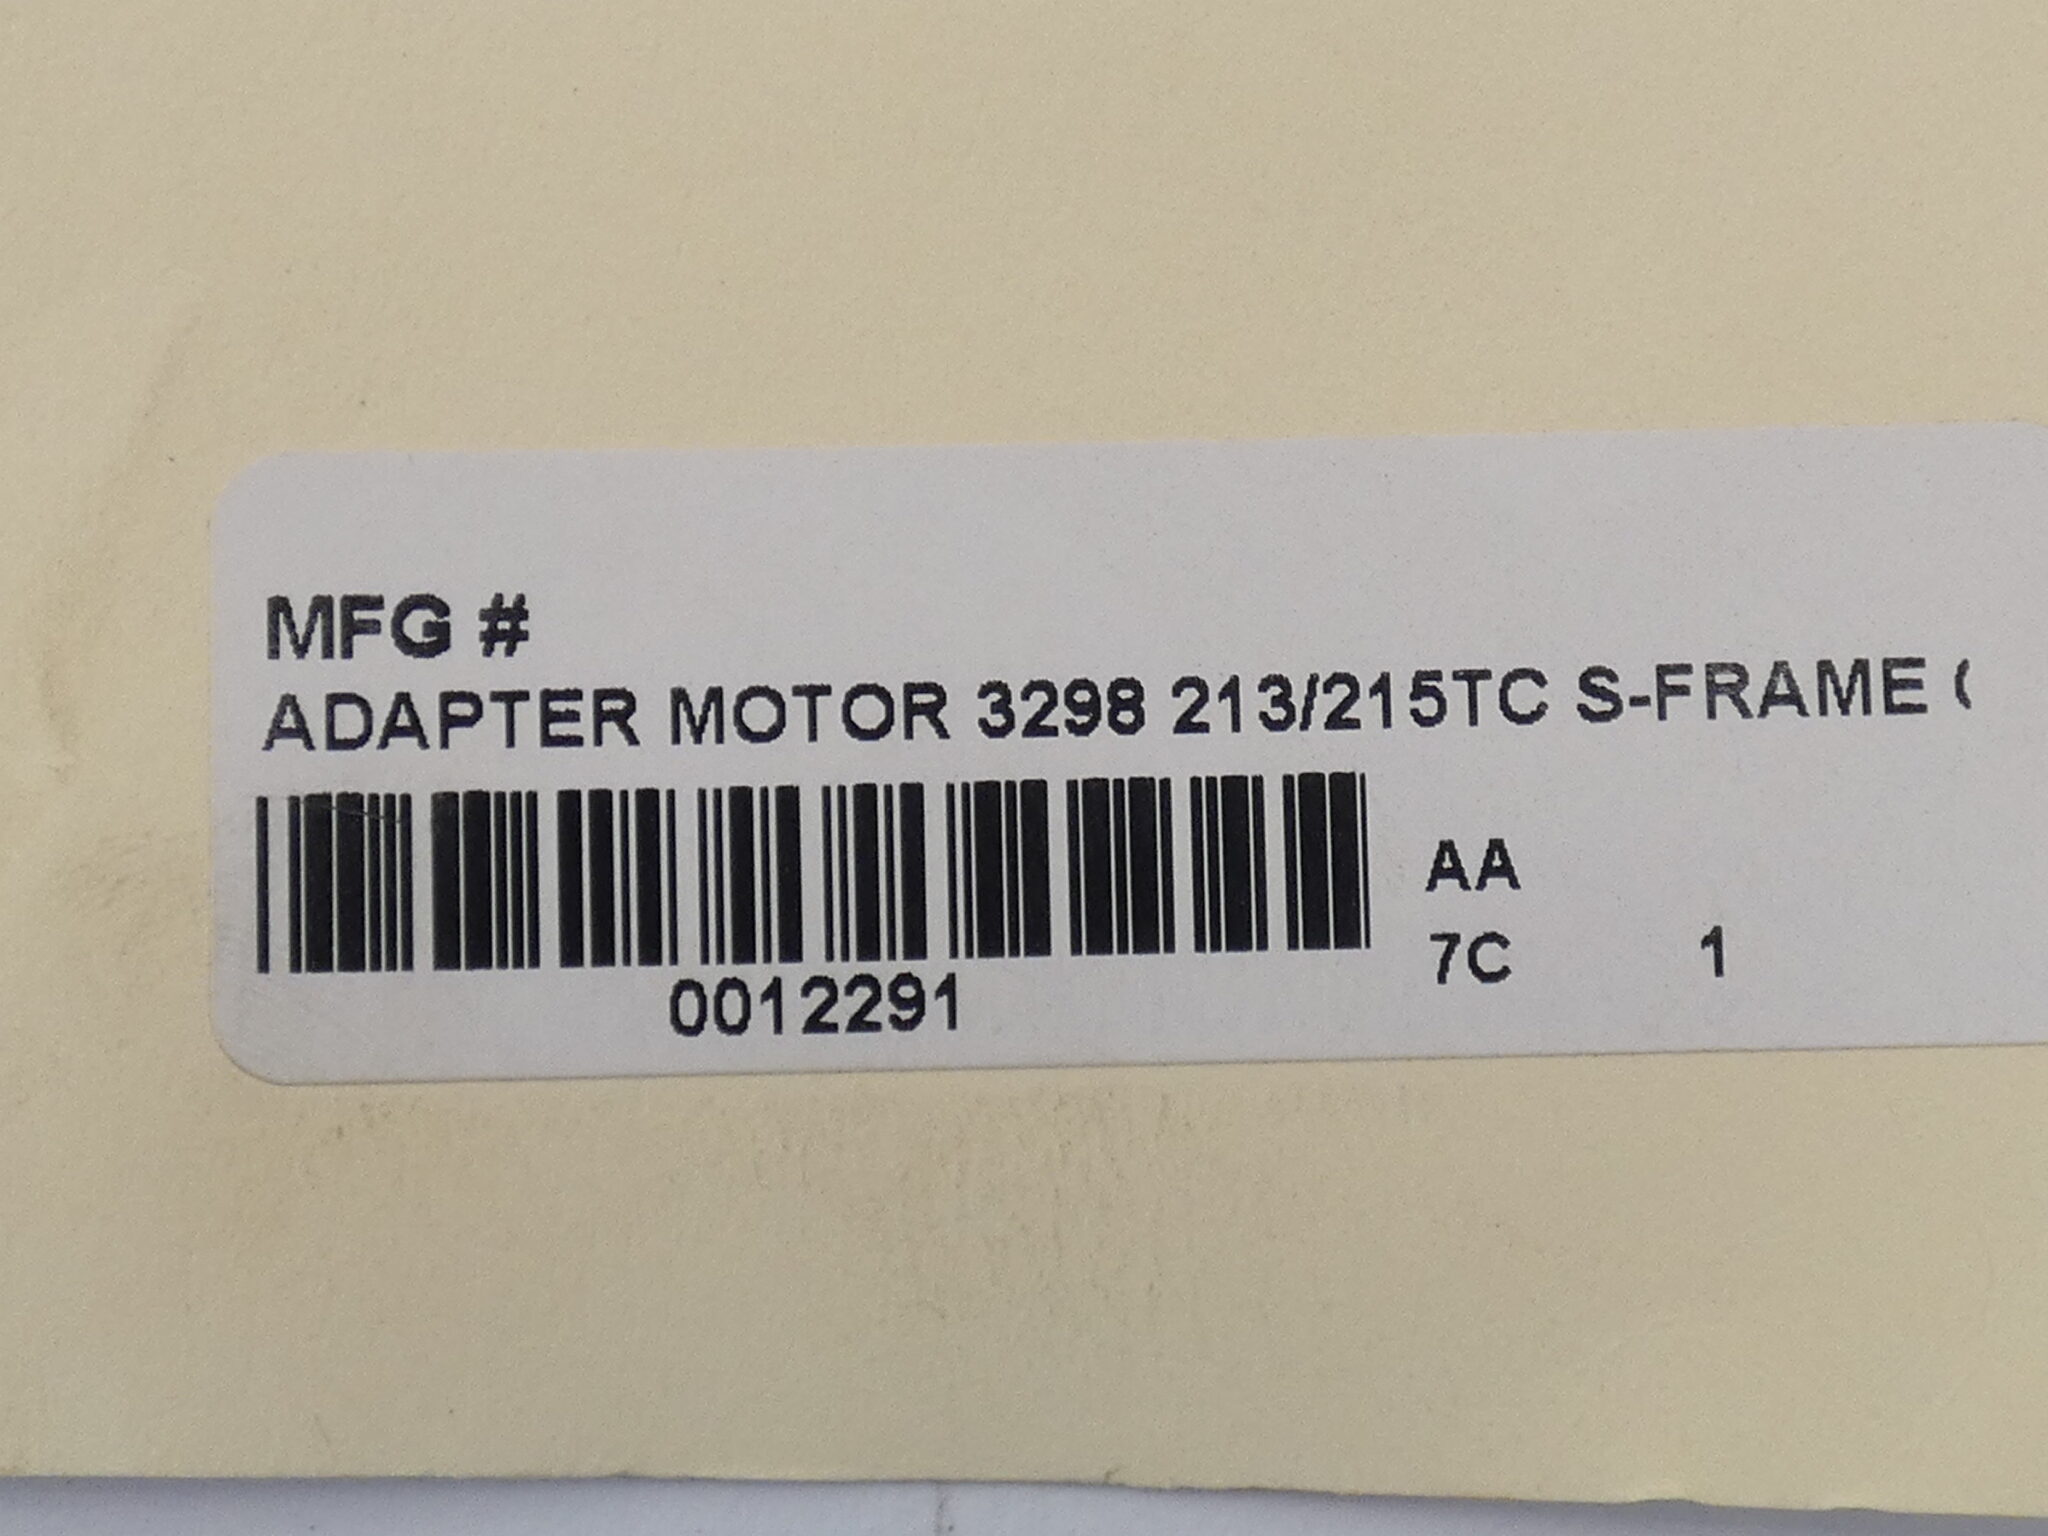 MFG #
ADAPTER MOTOR 3298 213/215TC S-FRAME (
AA
7C 1
0012291